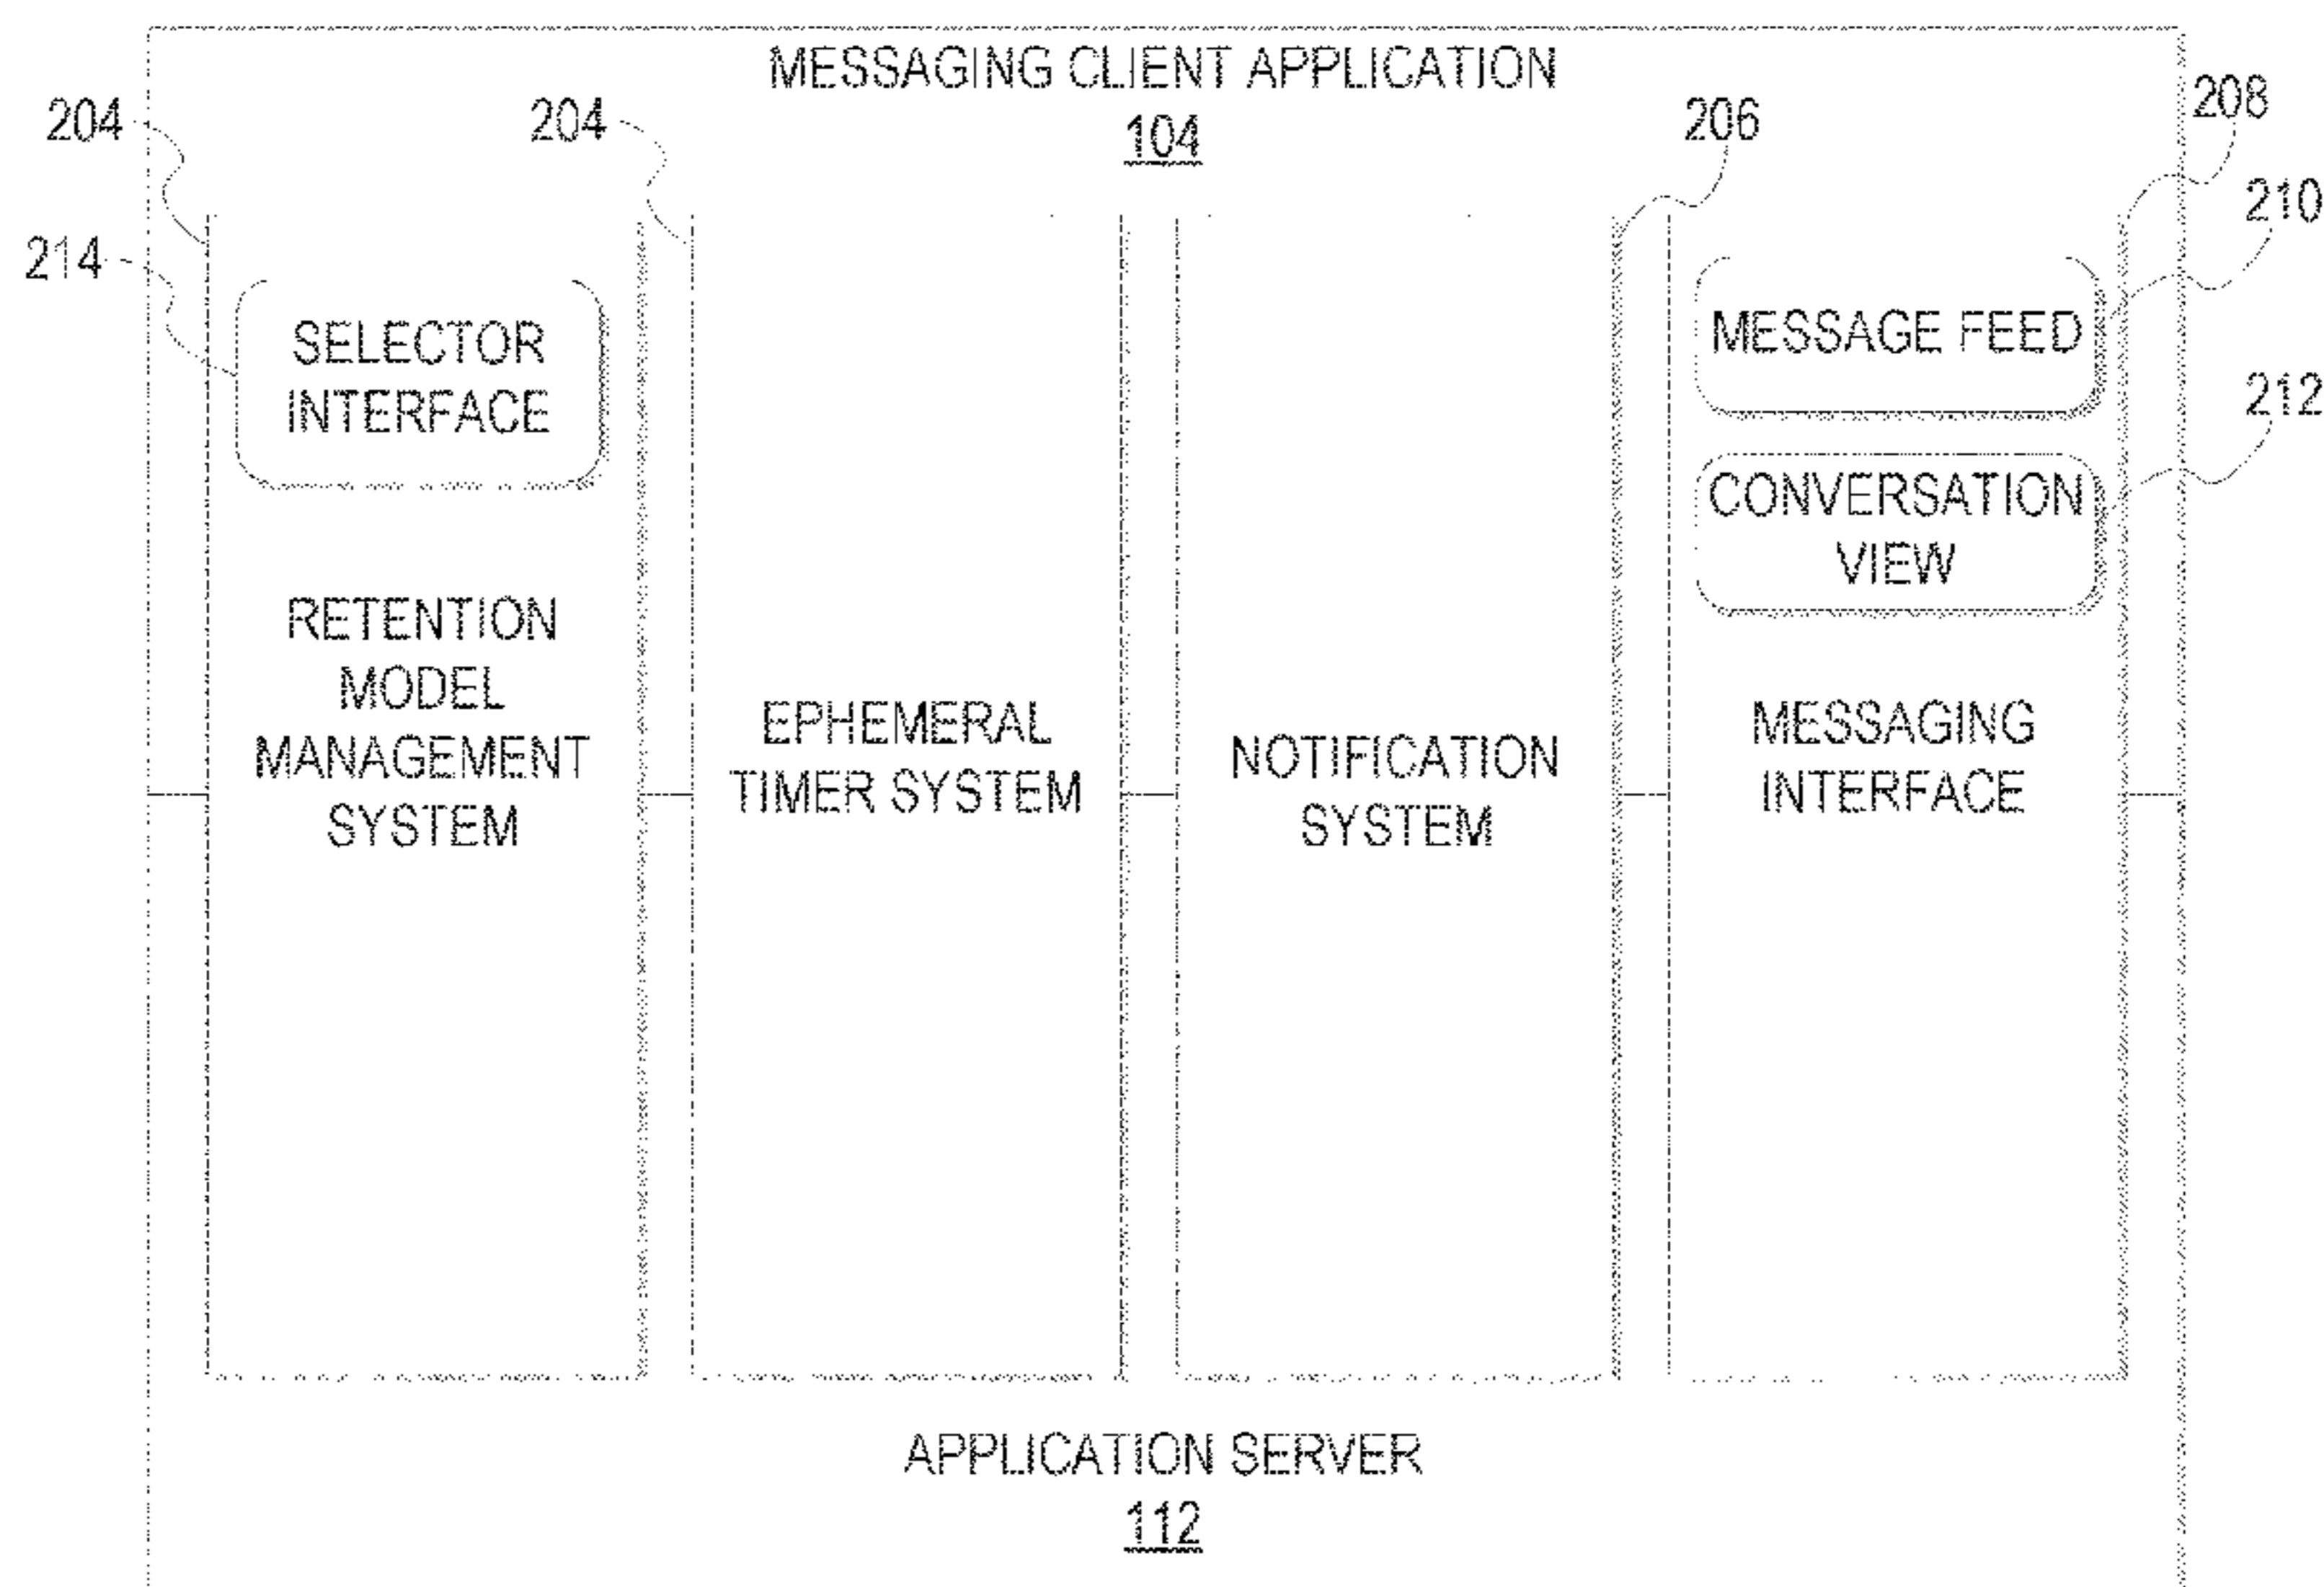 MESSAGING CLIENT APPLICATION
104
204
204
206
208
210
214
212
SELECTOR
INTERFACE
RETENTION
MODEL
MANAGEMENT
SYSTEM
EPHEMERAL
TIMER SYSTEM
NOTIFICATION
SYSTEM
MESSAGE FEED
CONVERSATION
VIEW
MESSAGING
INTERFACE
APPLICATION SERVER
112